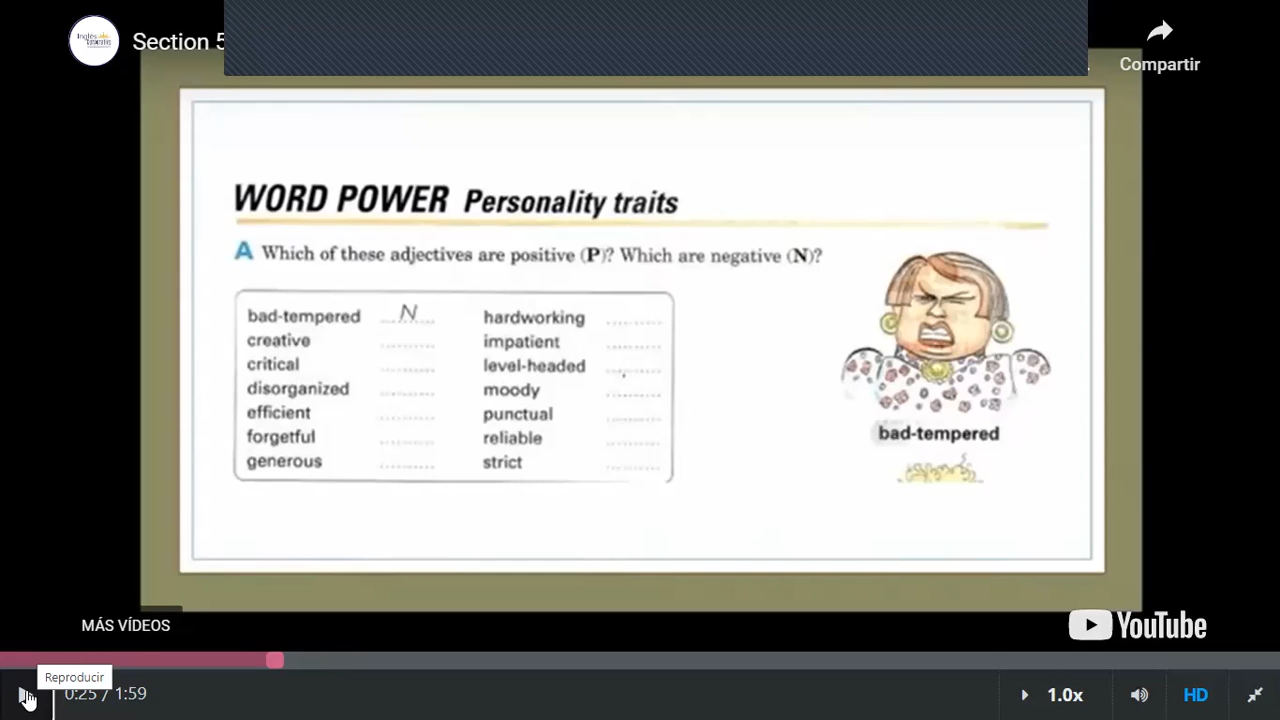 Section 5
Compartir
WORD POWER Personality traits
A Which of these adjectives are positive (P)? Which are negative (N)?
bad-tempered N hardworking
creative impatient
critical level-headed
disorganized moody
efficient punctual
forgetful reliable
generous strict
bad-tempered
MÁS VÍDEOS
YouTube
Reproducir
0:25 / 1:59
1.0x
HD